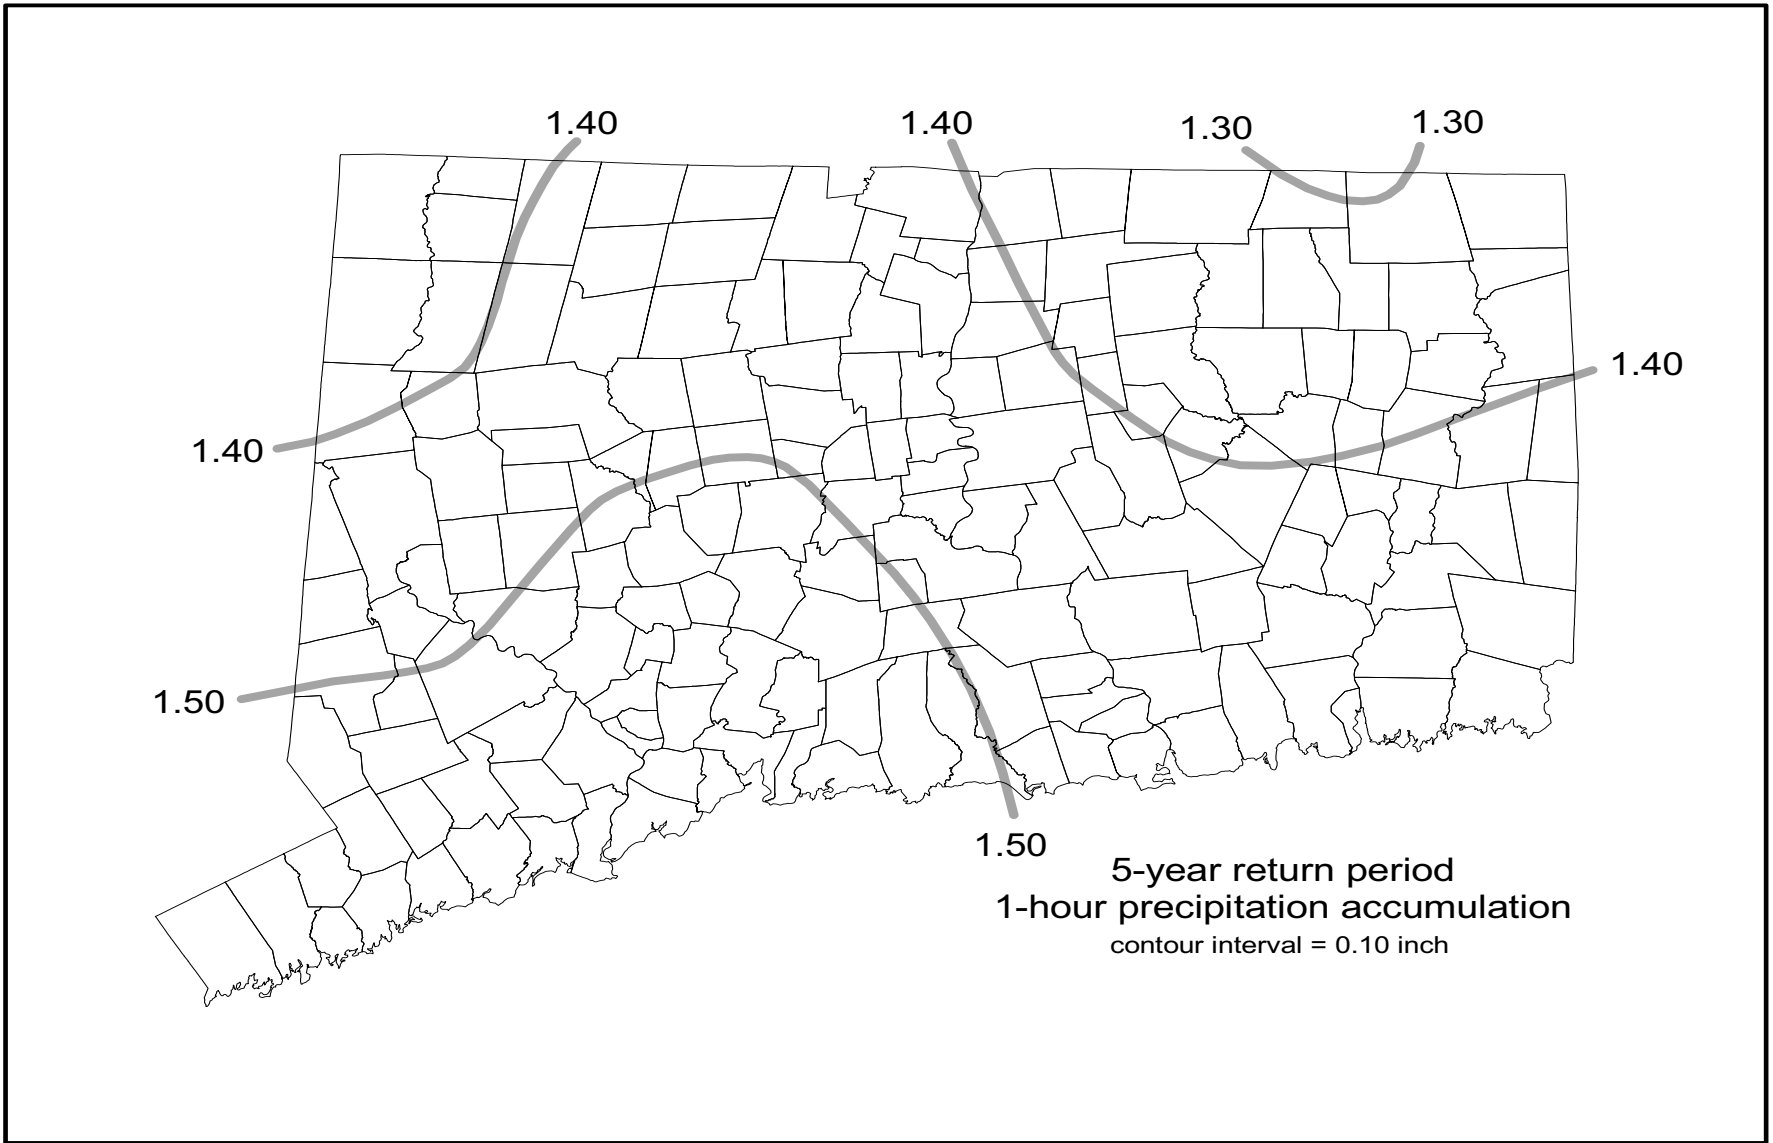 1.40
1.40
1.30
1.30
1.40
1.40
1.50
1.50
5-year return period
1-hour precipitation accumulation
contour interval = 0.10 inch